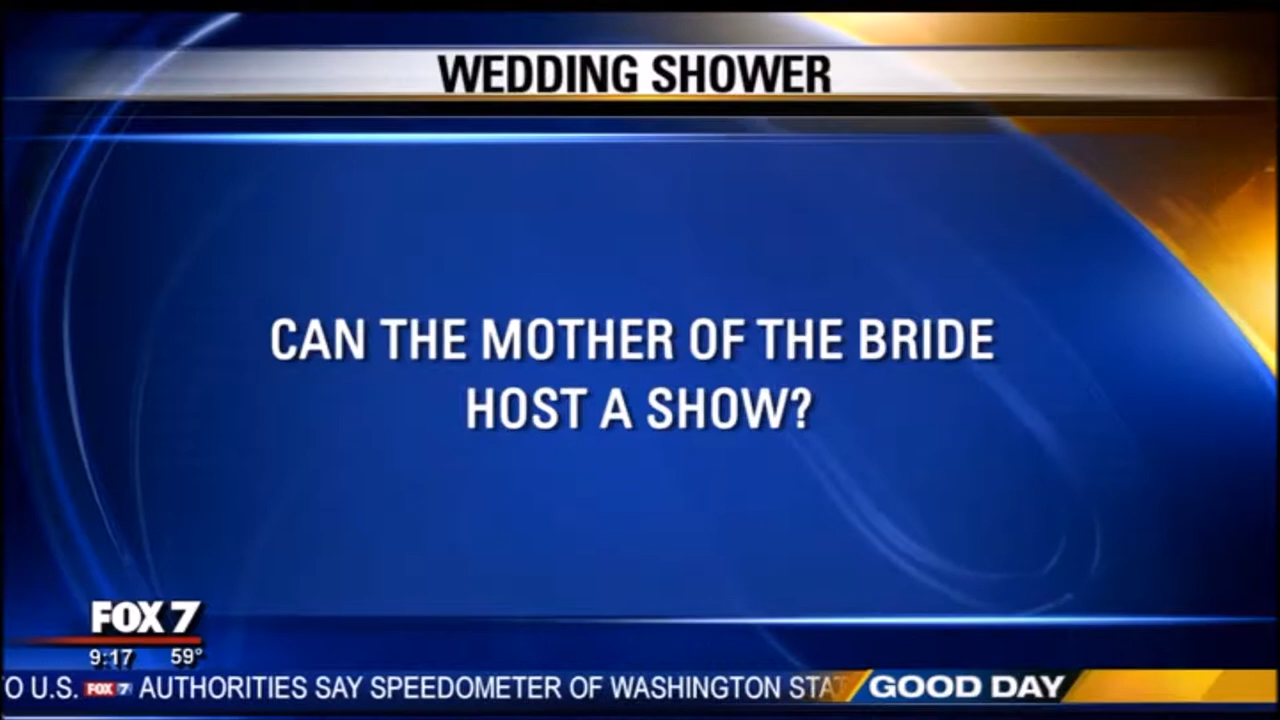 WEDDING SHOWER
CAN THE MOTHER OF THE BRIDE
HOST A SHOW?
FOX 7
9:17 59°
O U.S. FOX 7 AUTHORITIES SAY SPEEDOMETER OF WASHINGTON STAT GOOD DAY